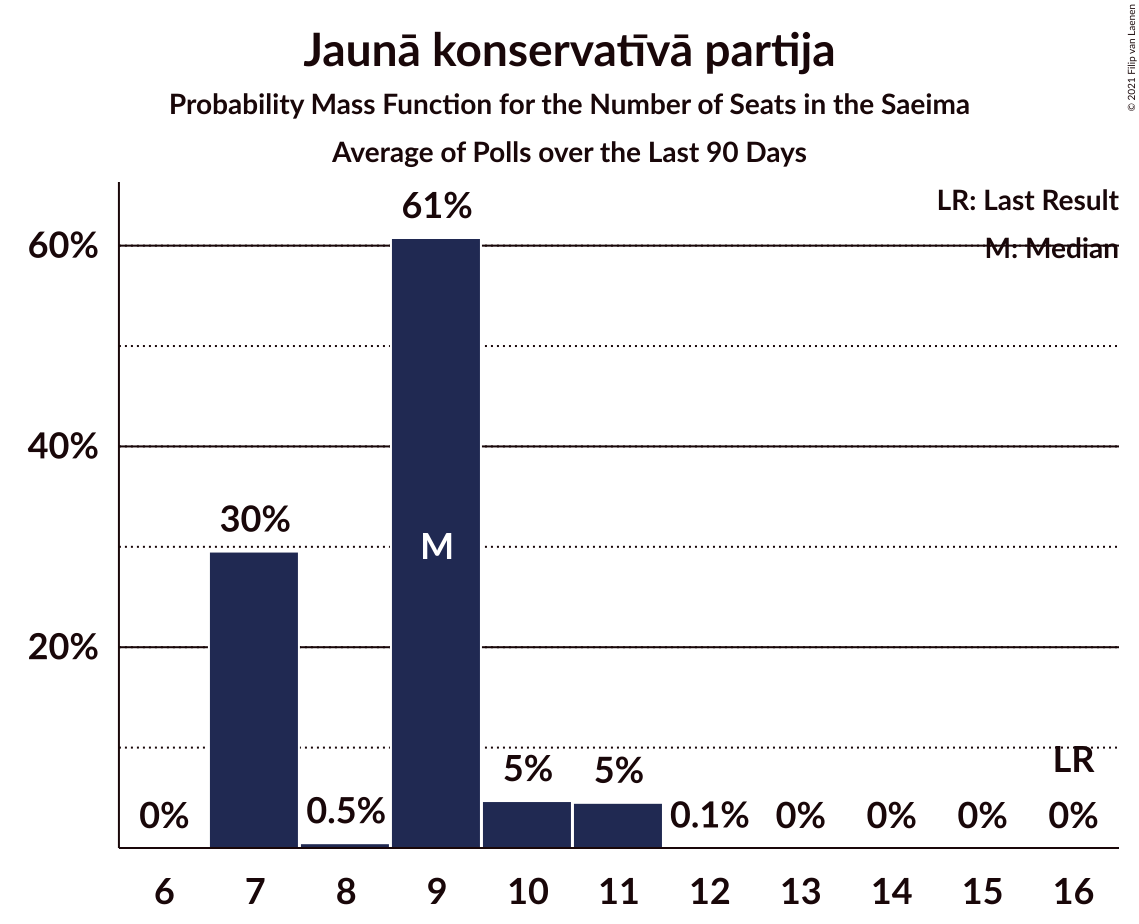 Jaunā konservatīvā partija
Probability Mass Function for the Number of Seats in the Saeima
Average of Polls over the Last 90 Days
© 2021 Filip van Laenen
LR: Last Result
M: Median
60%
40%
20%
0%
30%
0.5%
61%
M
5%
5%
0.1%
0%
0%
0%
LR
0%
6 7 8 9 10 11 12 13 14 15 16